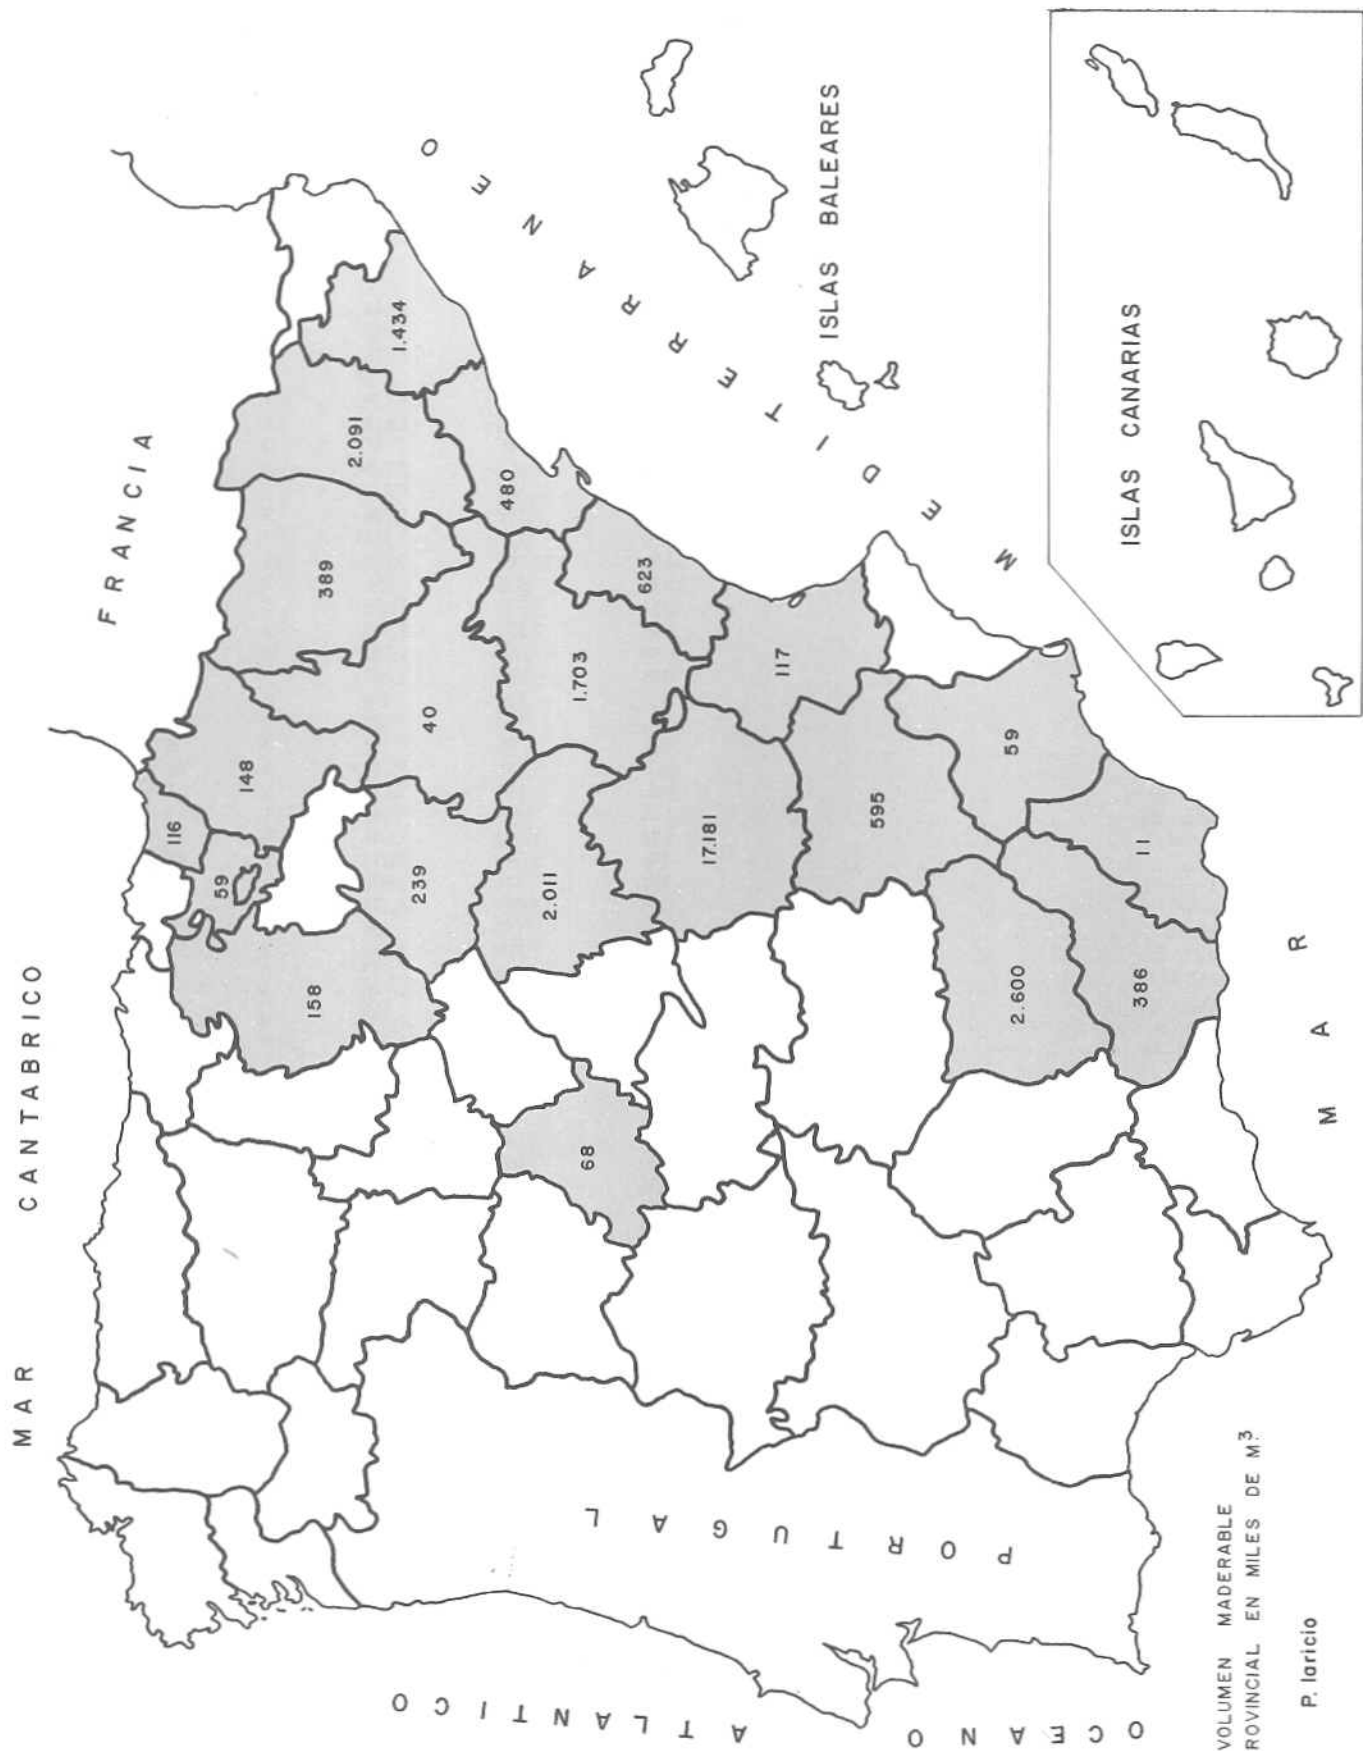 MAR CANTABRICO
FRANCIA
116
148
59
389
2.091
1.434
158
239
40
480
2.011
1.703
68
623
17.181
117
595
2.600
59
386
11
PORTUGAL
OCEANO ATLANTICO
MAR MEDITERRANEO
ISLAS BALEARES
ISLAS CANARIAS
VOLUMEN MADERABLE
ROVINCIAL EN MILES DE M³.
P. laricio